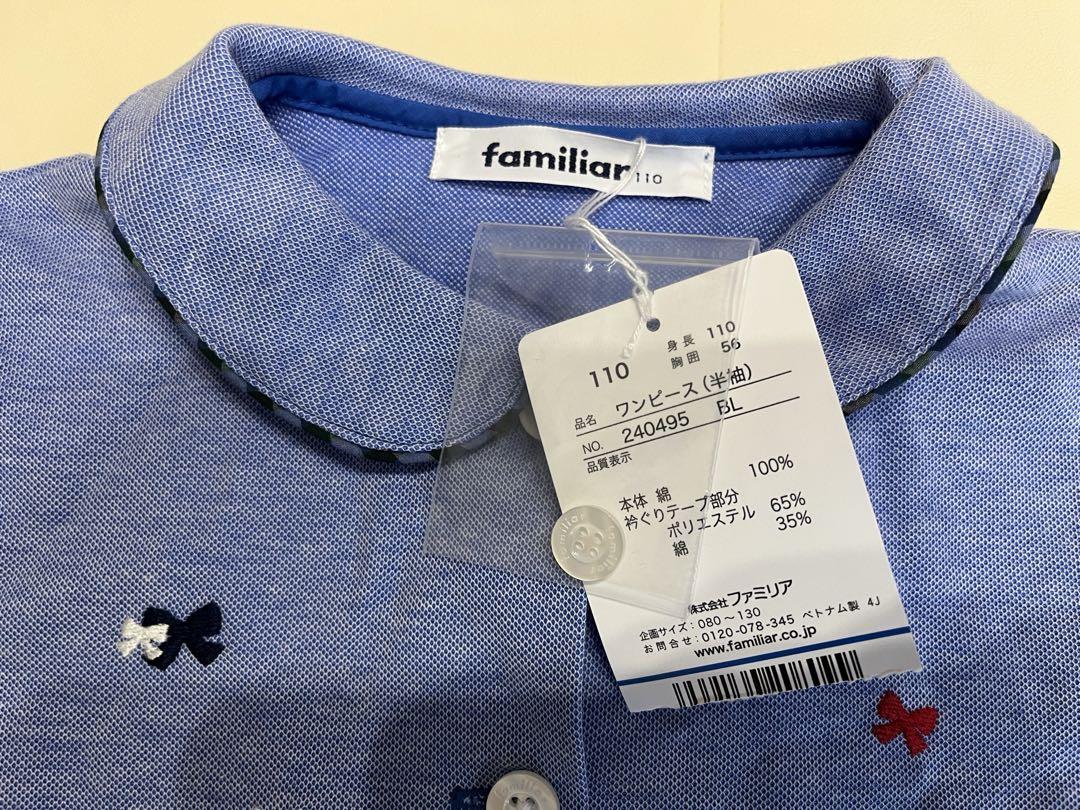 familiar 110
身長 110
110 胸囲 56
品名 ワンピース(半袖)
NO. 240495 BL
品質表示
本体 綿 100%
衿ぐりテープ部分
ポリエステル 65%
綿 35%
familiar familiar
株式会社ファミリア
企画サイズ:080〜130
お問合せ:0120-078-345 ベトナム製 4J
www.familiar.co.jp